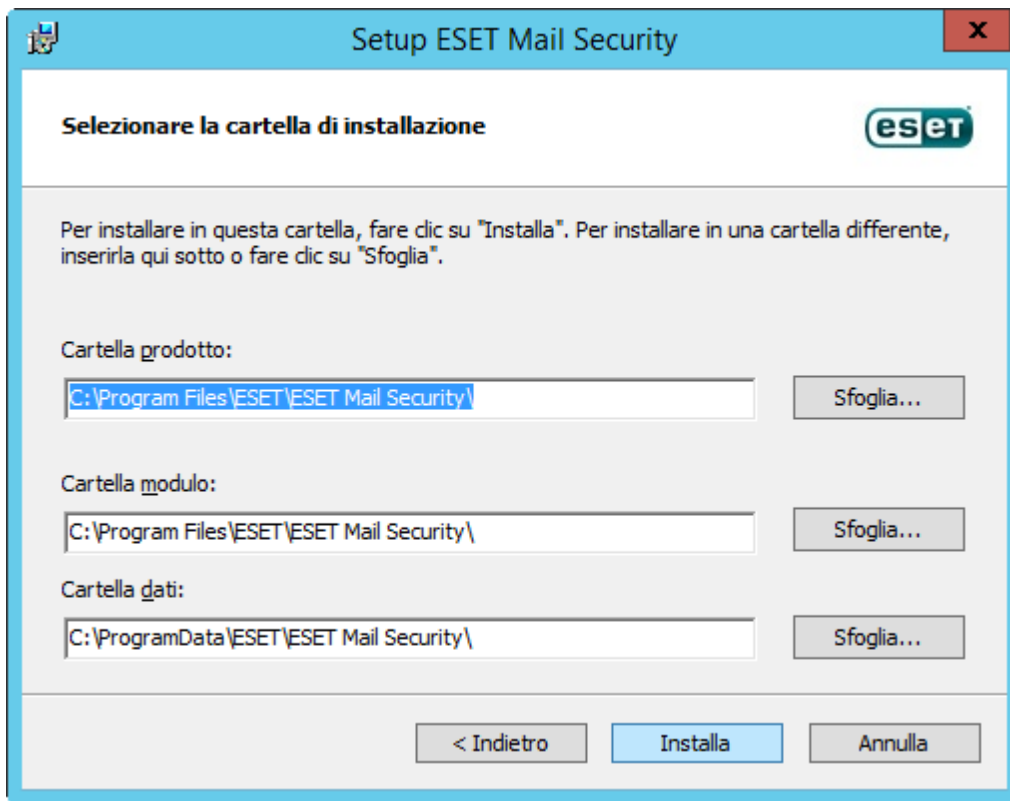 Setup ESET Mail Security
x
Selezionare la cartella di installazione
eseT
Per installare in questa cartella, fare clic su "Installa". Per installare in una cartella differente,
inserirla qui sotto o fare clic su "Sfoglia".
Cartella prodotto:
C:\Program Files\ESET\ESET Mail Security\
Sfoglia...
Cartella modulo:
C:\Program Files\ESET\ESET Mail Security\
Sfoglia...
Cartella dati:
C:\ProgramData\ESET\ESET Mail Security\
Sfoglia...
< Indietro
Installa
Annulla